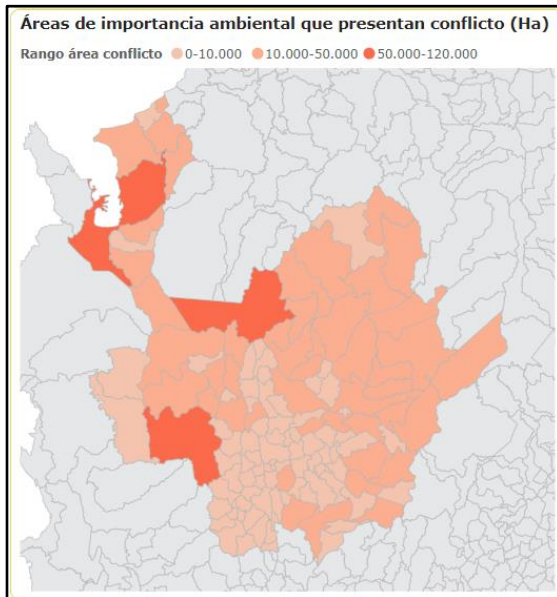 Áreas de importancia ambiental que presentan conflicto (Ha)
Rango área conflicto 0-10.000 10.000-50.000 50.000-120.000